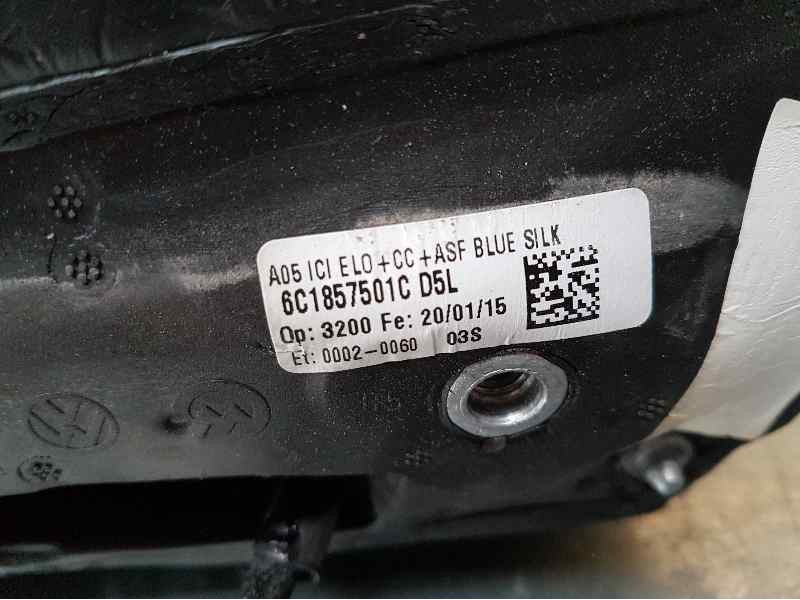 A05 ICI ELO+CC+ASF BLUE SILK
6C1857501C D5L
Op: 3200 Fe: 20/01/15
Et: 0002-0060 03S